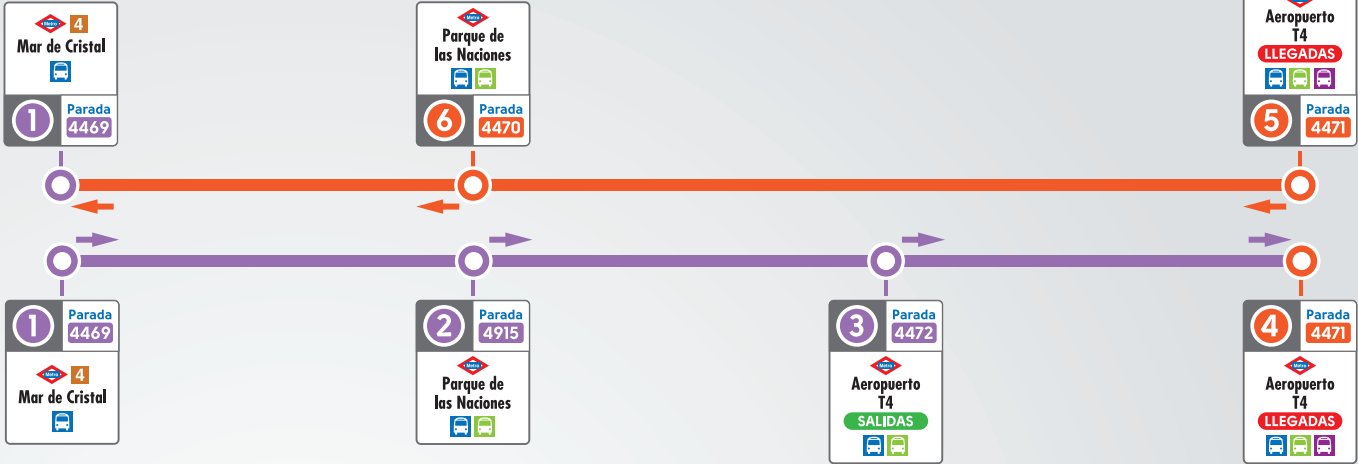 Metro 4
Mar de Cristal
1 Parada
4469
Metro
Parque de
las Naciones
6 Parada
4470
Aeropuerto
T4
LLEGADAS
5 Parada
4471
1 Parada
4469
Metro 4
Mar de Cristal
2 Parada
4915
Metro
Parque de
las Naciones
3 Parada
4472
Metro
Aeropuerto
T4
SALIDAS
4 Parada
4471
Metro
Aeropuerto
T4
LLEGADAS